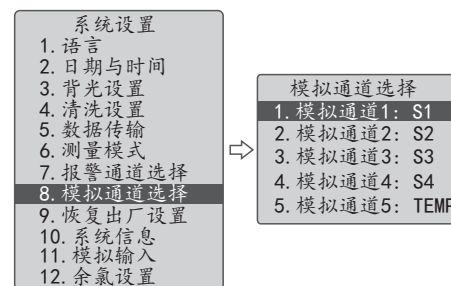 系统设置
1. 语言
2. 日期与时间
3. 背光设置
4. 清洗设置
5. 数据传输
6. 测量模式
7. 报警通道选择
8. 模拟通道选择
9. 恢复出厂设置
10. 系统信息
11. 模拟输入
12. 余氯设置
模拟通道选择
1. 模拟通道1: S1
2. 模拟通道2: S2
3. 模拟通道3: S3
4. 模拟通道4: S4
5. 模拟通道5: TEMP